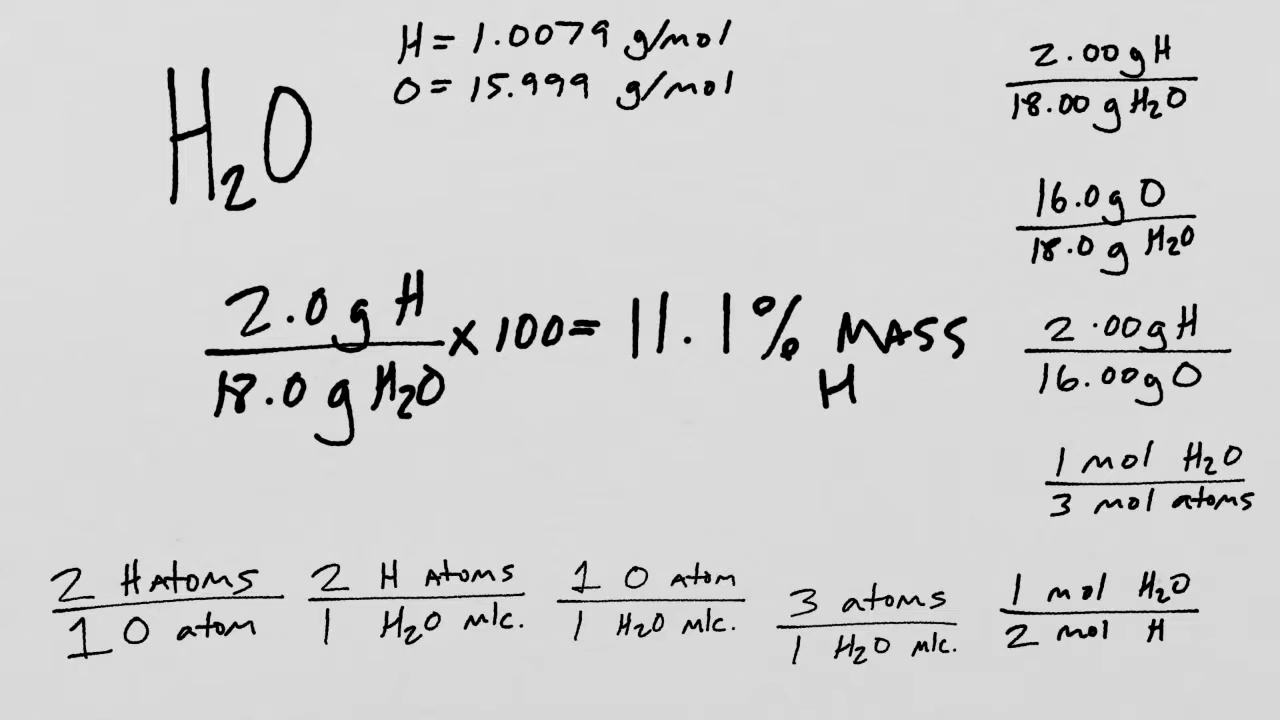 H₂O
H = 1.0079 g/mol
O = 15.999 g/mol
2.00 g H
18.00 g H₂O
16.0 g O
18.0 g H₂O
2.0 g H
18.0 g H₂O
x 100 = 11.1% MASS
H
2.00 g H
16.00 g O
1 mol H₂O
3 mol atoms
2 H Atoms
1 O atom
2 H Atoms
1 H₂O mlc.
1 O Atom
1 H₂O mlc.
3 atoms
1 H₂O mlc.
1 mol H₂O
2 mol H